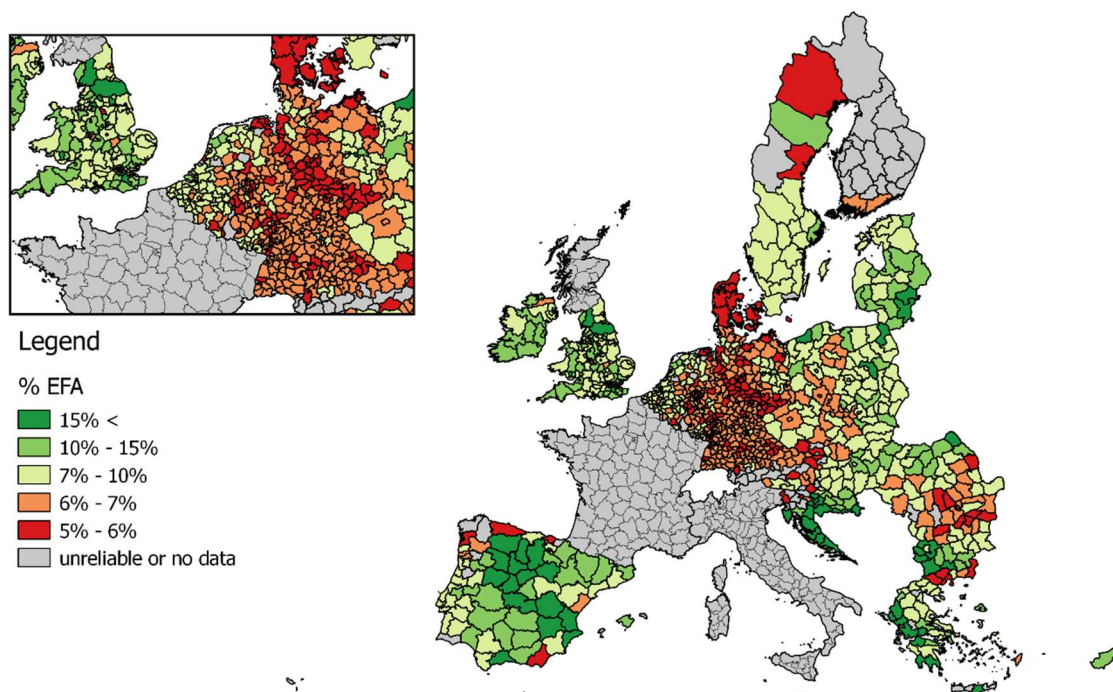 Legend
% EFA
15% <
10% - 15%
7% - 10%
6% - 7%
5% - 6%
unreliable or no data